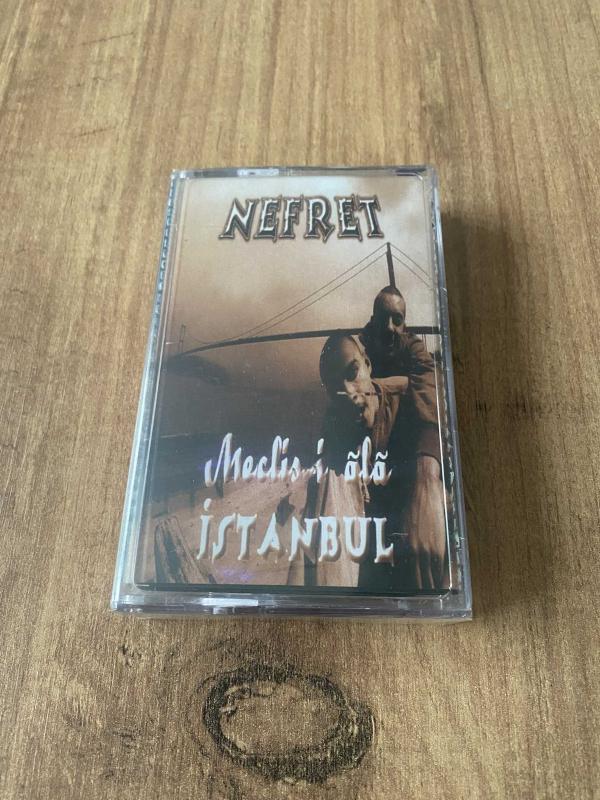 NEFRET
Meclis-i âlâ
İSTANBUL